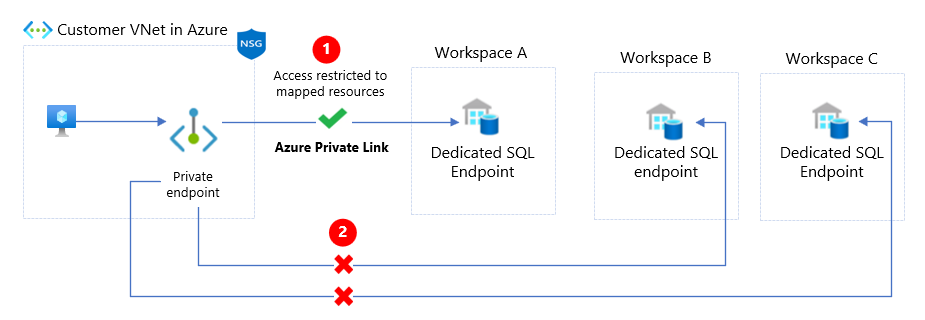 Customer VNet in Azure
NSG
1
Access restricted to
mapped resources
Azure Private Link
Private
endpoint
Workspace A
Dedicated SQL
Endpoint
Workspace B
Dedicated SQL
endpoint
Workspace C
Dedicated SQL
Endpoint
2